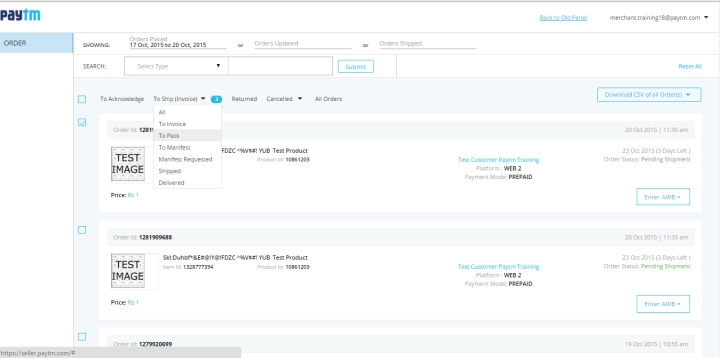 paytm
Back to Old Panel
merchant.training18@paytm.com
ORDER
SHOWING:
Orders Placed
17 Oct, 2015 to 20 Oct, 2015
or
Orders Updated
or
Orders Shipped
SEARCH:
Select Type
Submit
Reset All
To Acknowledge
To Ship (Invoice)
3
Returned
Cancelled
All Orders
Download CSV of all Order(s)
All
To Invoice
To Pack
To Manifest
Manifest Requested
Shipped
Delivered
Order Id: 1281
20 Oct 2015 | 11:35 am
TEST
IMAGE
FDZC ^%V#$! YUB Test Product
Product Id: 10861203
Test Customer Paytm Training
Platform : WEB 2
Payment Mode: PREPAID
23 Oct 2015 (3 Days Left )
Order Status: Pending Shipment
Price: Rs 1
Enter AWB +
Order Id: 1281909688
20 Oct 2015 | 11:35 am
TEST
IMAGE
Test Product
Item Id: 1328777394
Product Id: 10861203
Test Customer Paytm Training
Platform : WEB 2
Payment Mode: PREPAID
23 Oct 2015 (3 Days Left )
Order Status: Pending Shipment
Price: Rs 1
Enter AWB +
Order Id: 1279920699
19 Oct 2015 | 10:55 am
https://seller.paytm.com/#